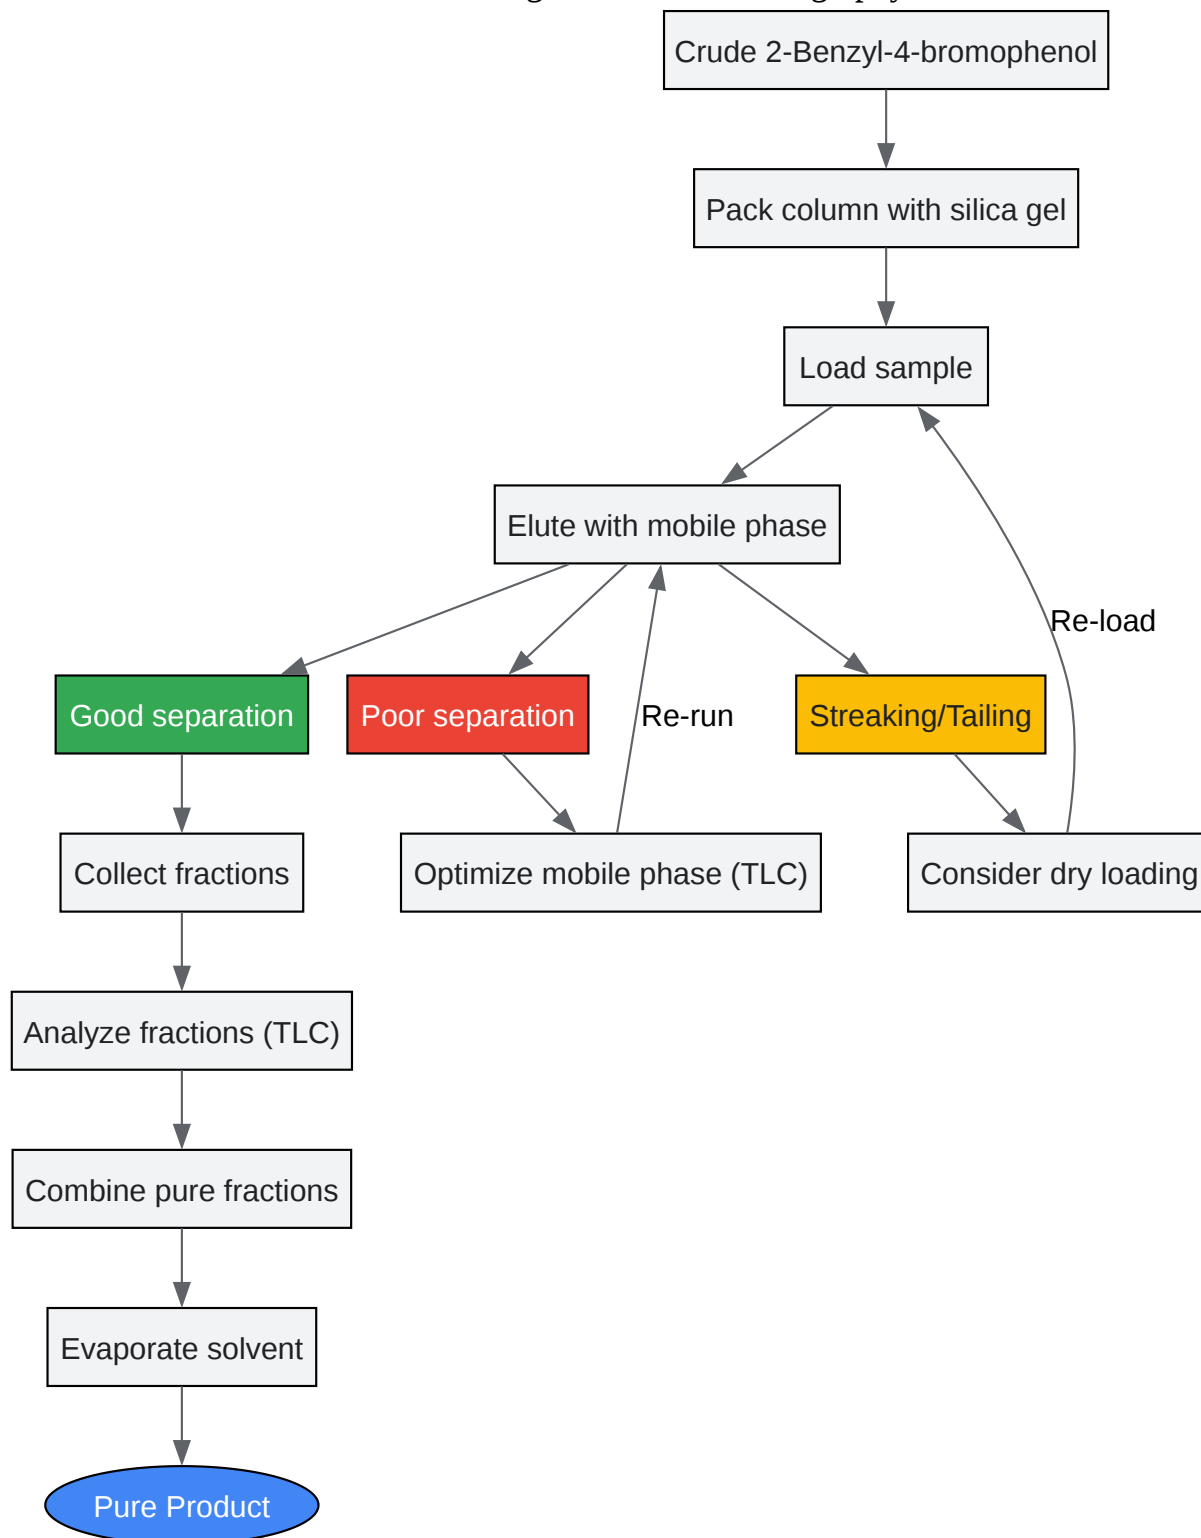 Crude 2-Benzyl-4-bromophenol
Pack column with silica gel
Load sample
Elute with mobile phase
Re-load
Good separation
Poor separation
Re-run
Streaking/Tailing
Collect fractions
Optimize mobile phase (TLC)
Consider dry loading
Analyze fractions (TLC)
Combine pure fractions
Evaporate solvent
Pure Product